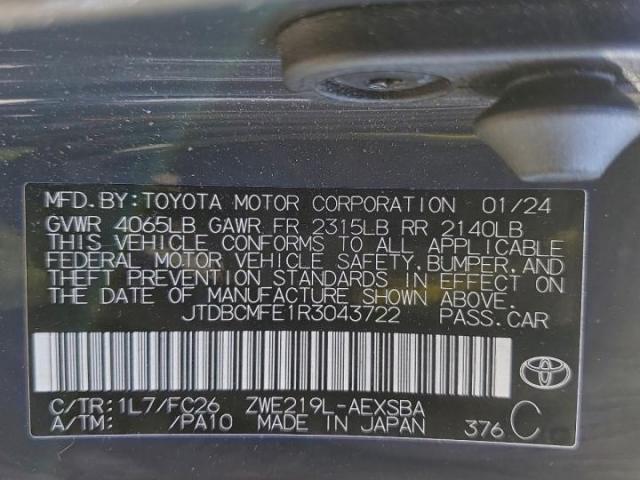 MFD.BY:TOYOTA MOTOR CORPORATION 01/24
GVWR 4065LB GAWR FR 2315LB RR 2140LB
THIS VEHICLE CONFORMS TO ALL APPLICABLE
FEDERAL MOTOR VEHICLE SAFETY,BUMPER,AND
THEFT PREVENTION STANDARDS IN EFFECT ON
THE DATE OF MANUFACTURE SHOWN ABOVE.
JTDBCMFE1R3043722 PASS.CAR
C/TR:1L7/FC26 ZWE219L-AEXSBA
A/TM: /PA10 MADE IN JAPAN 376 C